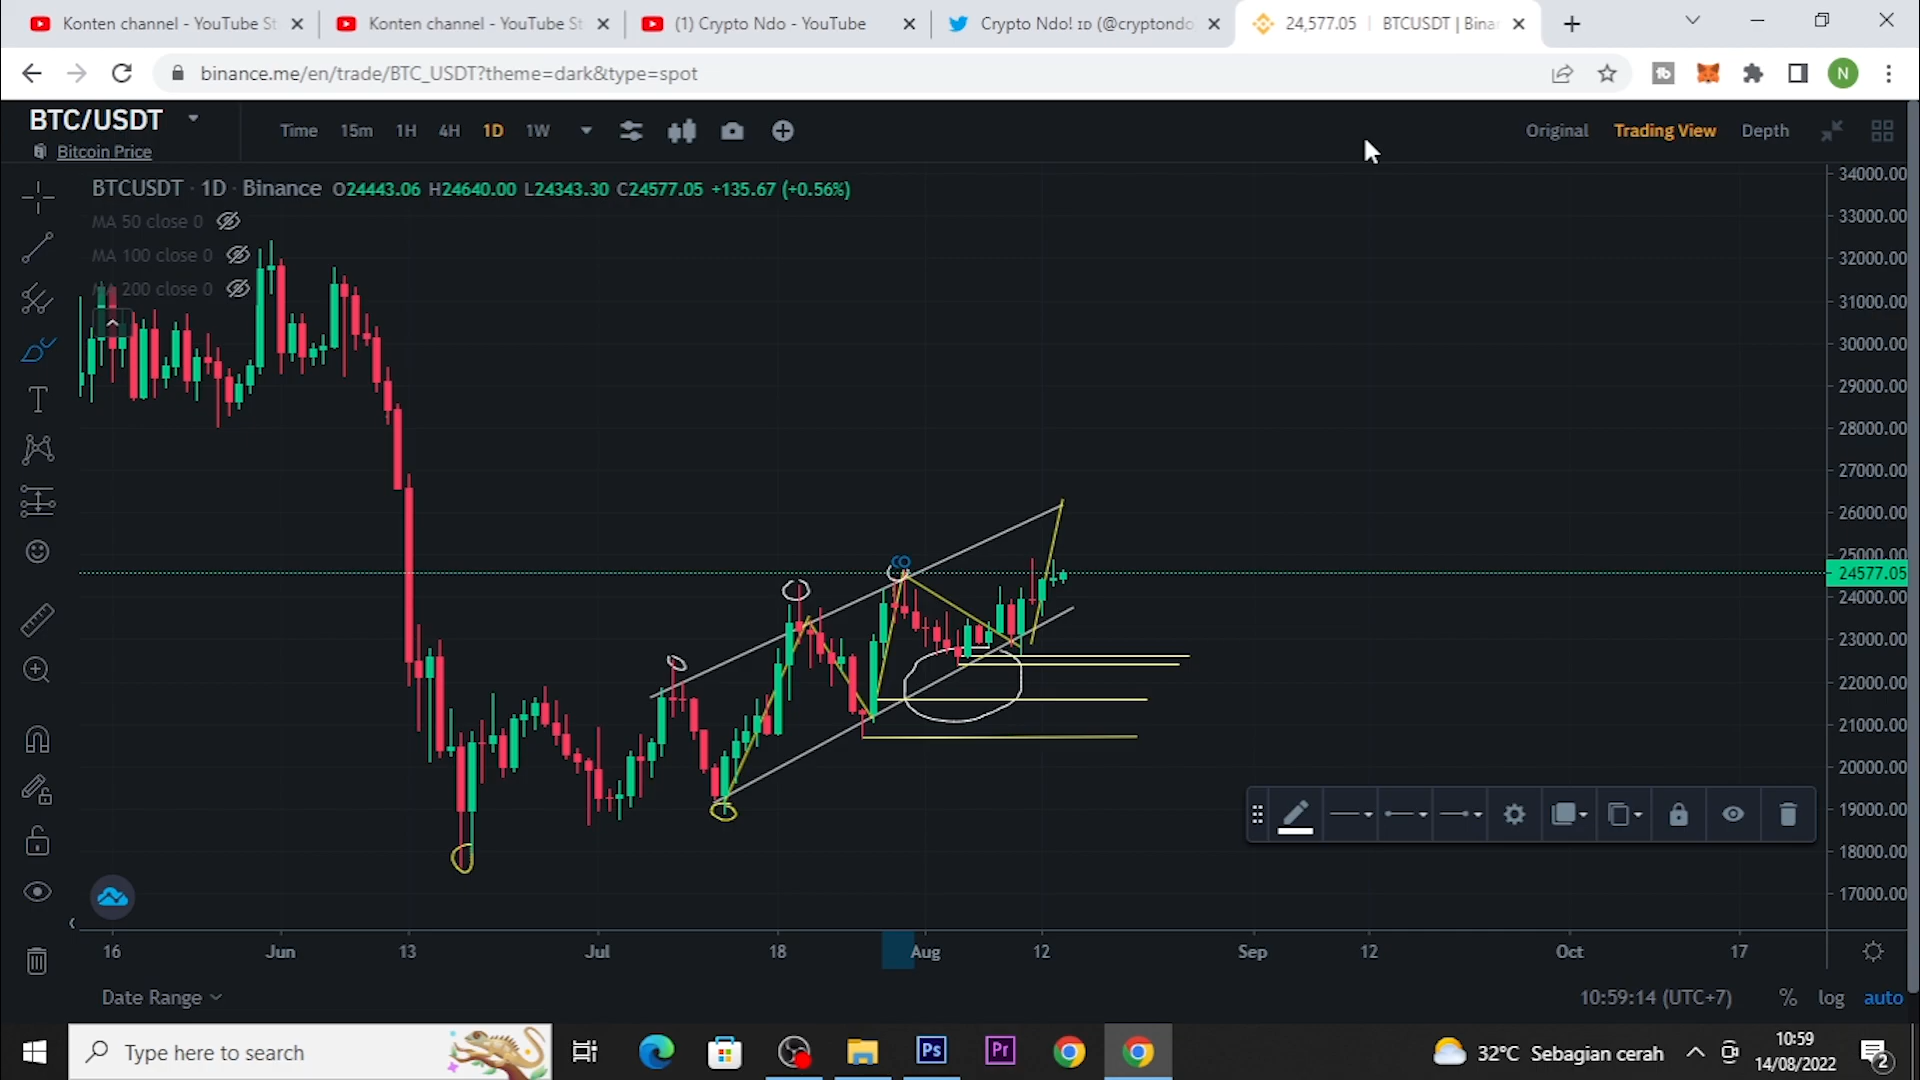 Konten channel - YouTube St
Konten channel - YouTube St
(1) Crypto Ndo - YouTube
Crypto Ndo! ɪᴅ (@cryptondo
24,577.05 | BTCUSDT | Binan
binance.me/en/trade/BTC_USDT?theme=dark&type=spot
N
BTC/USDT
Bitcoin Price
Time 15m 1H 4H 1D 1W
Original Trading View Depth
BTCUSDT · 1D · Binance O24443.06 H24640.00 L24343.30 C24577.05 +135.67 (+0.56%)
MA 50 close 0
MA 100 close 0
MA 200 close 0
34000.00
33000.00
32000.00
31000.00
30000.00
29000.00
28000.00
27000.00
26000.00
25000.00
24577.05
24000.00
23000.00
22000.00
21000.00
20000.00
19000.00
18000.00
17000.00
16 Jun 13 Jul 18 Aug 12 Sep 12 Oct 17
Date Range
10:59:14 (UTC+7) % log auto
Type here to search
Ps
Pr
32°C Sebagian cerah
10:59
14/08/2022
2